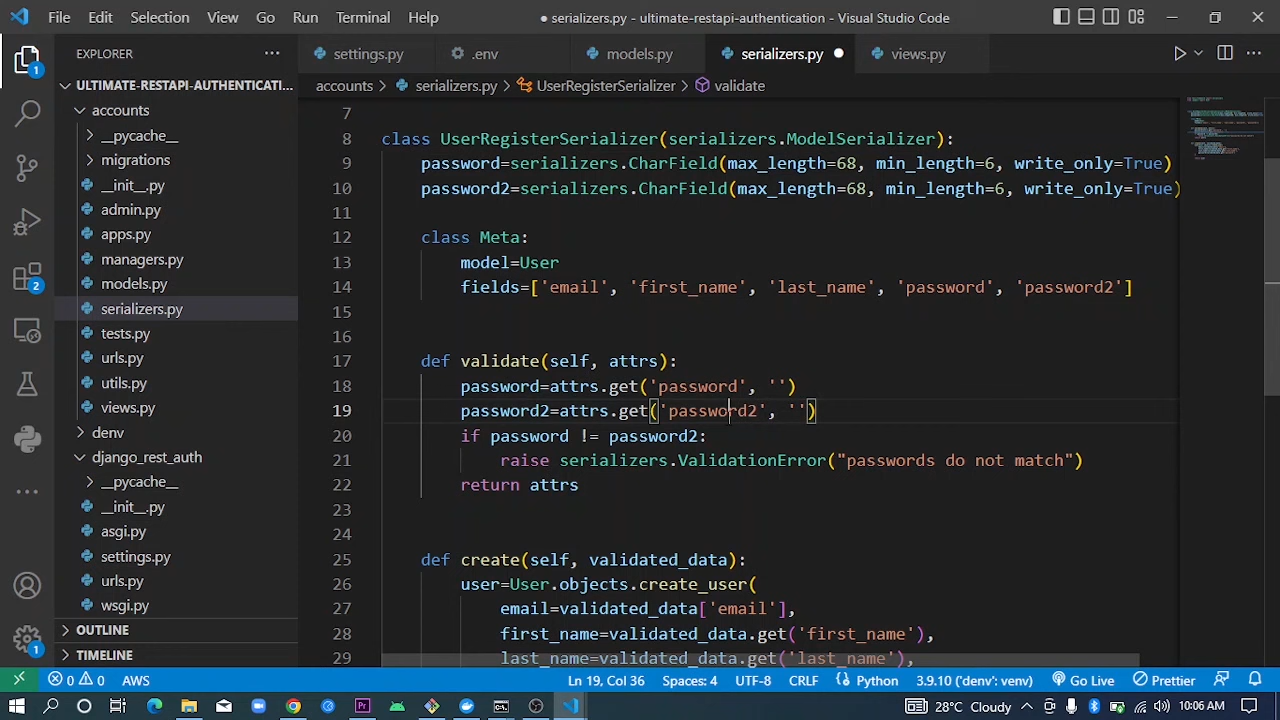 File Edit Selection View Go Run Terminal Help ● serializers.py - ultimate-restapi-authentication - Visual Studio Code
EXPLORER ···
settings.py .env models.py serializers.py ● views.py
ULTIMATE-RESTAPI-AUTHENTICATI...
accounts > serializers.py > UserRegisterSerializer > validate
accounts
__pycache__
migrations
__init__.py
admin.py
apps.py
managers.py
models.py
serializers.py
tests.py
urls.py
utils.py
views.py
denv
django_rest_auth
__pycache__
__init__.py
asgi.py
settings.py
urls.py
wsgi.py
OUTLINE
TIMELINE
1
2
1
7
8 class UserRegisterSerializer(serializers.ModelSerializer):
9 password=serializers.CharField(max_length=68, min_length=6, write_only=True)
10 password2=serializers.CharField(max_length=68, min_length=6, write_only=True)
11
12 class Meta:
13 model=User
14 fields=['email', 'first_name', 'last_name', 'password', 'password2']
15
16
17 def validate(self, attrs):
18 password=attrs.get('password', '')
19 password2=attrs.get('password2', '')
20 if password != password2:
21 raise serializers.ValidationError("passwords do not match")
22 return attrs
23
24
25 def create(self, validated_data):
26 user=User.objects.create_user(
27 email=validated_data['email'],
28 first_name=validated_data.get('first_name'),
29 last_name=validated_data.get('last_name'),
0 0 AWS Ln 19, Col 36 Spaces: 4 UTF-8 CRLF Python 3.9.10 ('denv': venv) Go Live Prettier
28°C Cloudy 10:06 AM